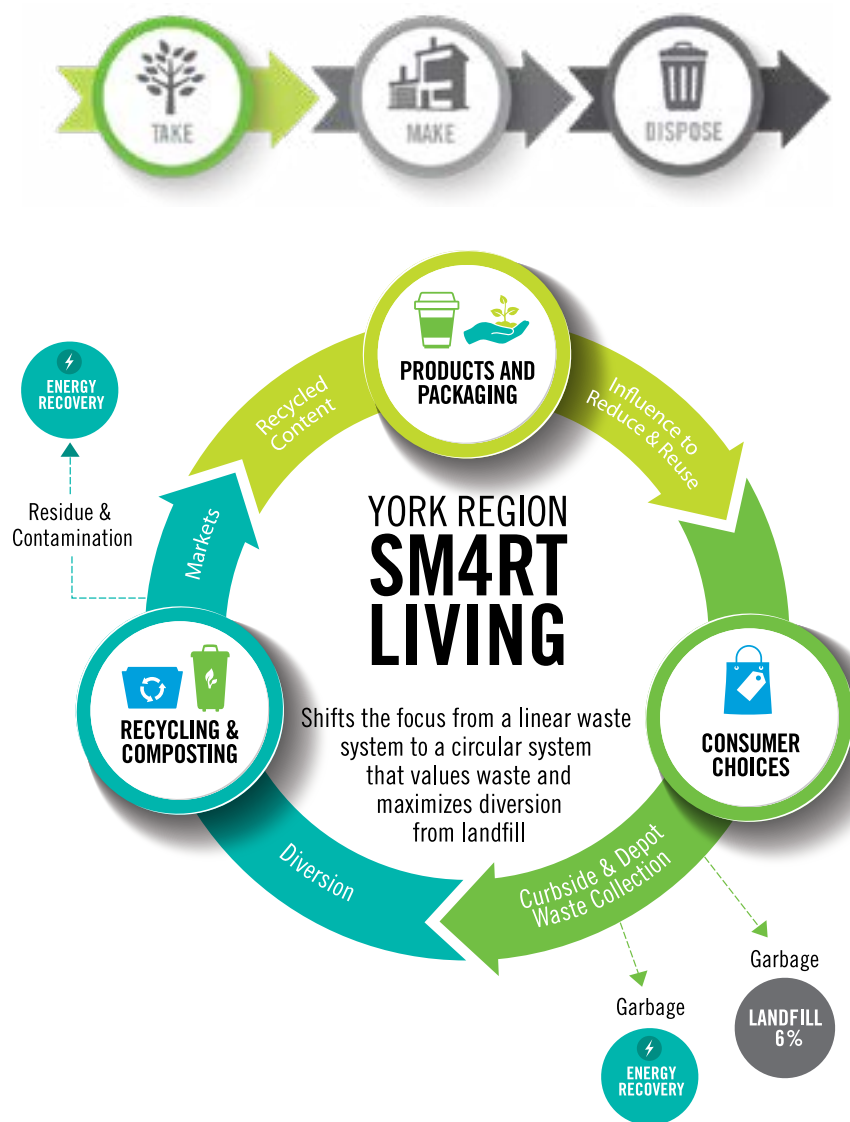 TAKE
MAKE
DISPOSE
PRODUCTS AND
PACKAGING
Influence to
Reduce & Reuse
Recycled
Content
ENERGY
RECOVERY
Residue &
Contamination
Markets
YORK REGION
SM4RT
LIVING
Shifts the focus from a linear waste
system to a circular system
that values waste and
maximizes diversion
from landfill
RECYCLING &
COMPOSTING
CONSUMER
CHOICES
Diversion
Curbside & Depot
Waste Collection
Garbage
LANDFILL
6%
Garbage
ENERGY
RECOVERY